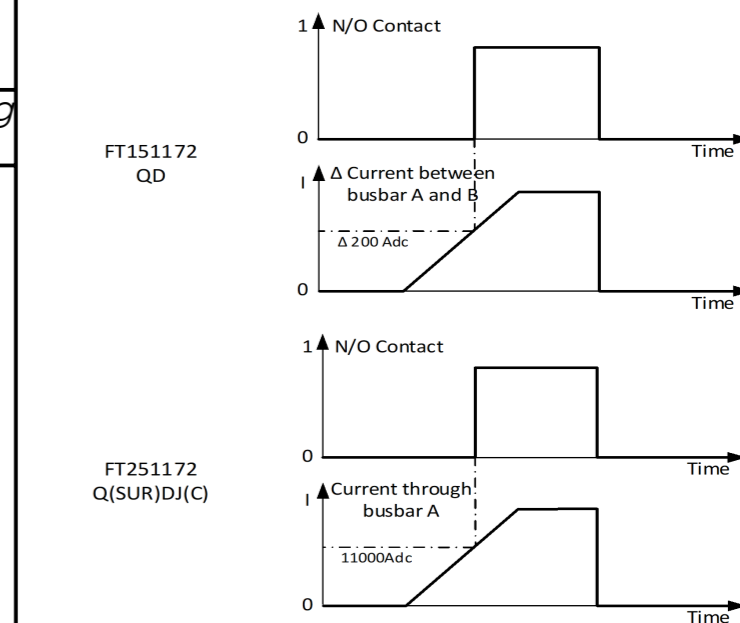 g
1
N/O Contact
0
Time
FT151172
QD
I
Δ Current between
busbar A and B
Δ 200 Adc
0
Time
1
N/O Contact
0
Time
FT251172
Q(SUR)DJ(C)
I
Current through
busbar A
11000Adc
0
Time